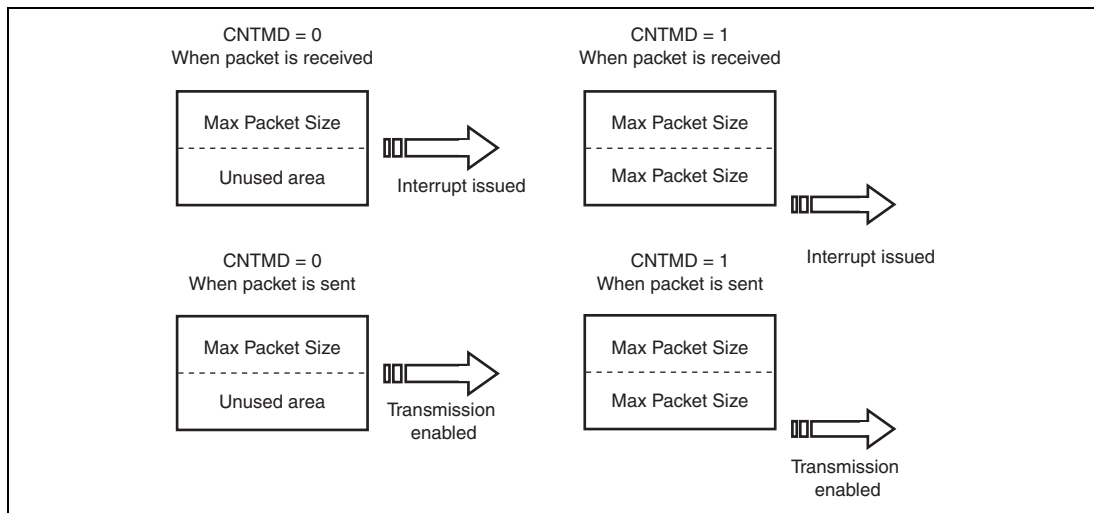 CNTMD = 0
When packet is received
Max Packet Size
Unused area
Interrupt issued
CNTMD = 1
When packet is received
Max Packet Size
Max Packet Size
Interrupt issued
CNTMD = 0
When packet is sent
Max Packet Size
Unused area
Transmission
enabled
CNTMD = 1
When packet is sent
Max Packet Size
Max Packet Size
Transmission
enabled